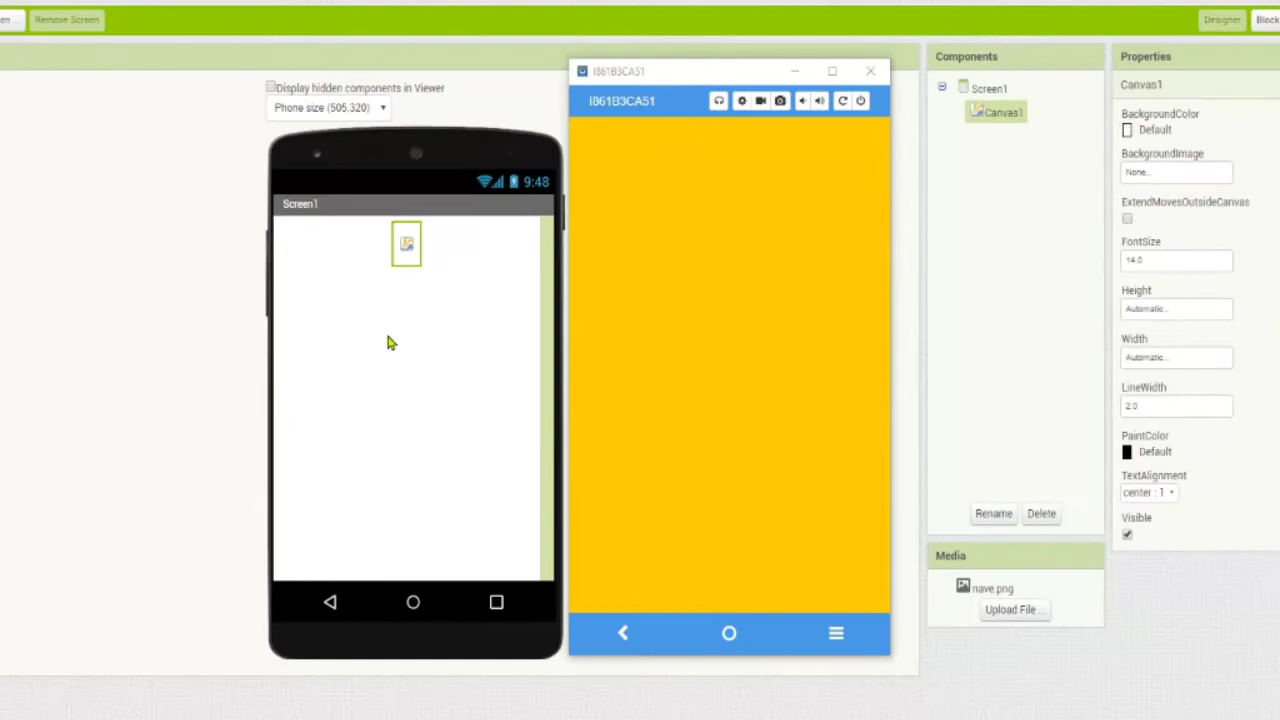 en ...
Remove Screen
Designer
Block
Display hidden components in Viewer
Phone size (505,320)
9:48
Screen1
I861B3CA51
I861B3CA51
Components
Screen1
Canvas1
Rename
Delete
Media
nave.png
Upload File ...
Properties
Canvas1
BackgroundColor
Default
BackgroundImage
None...
ExtendMovesOutsideCanvas
FontSize
14.0
Height
Automatic...
Width
Automatic...
LineWidth
2.0
PaintColor
Default
TextAlignment
center : 1
Visible